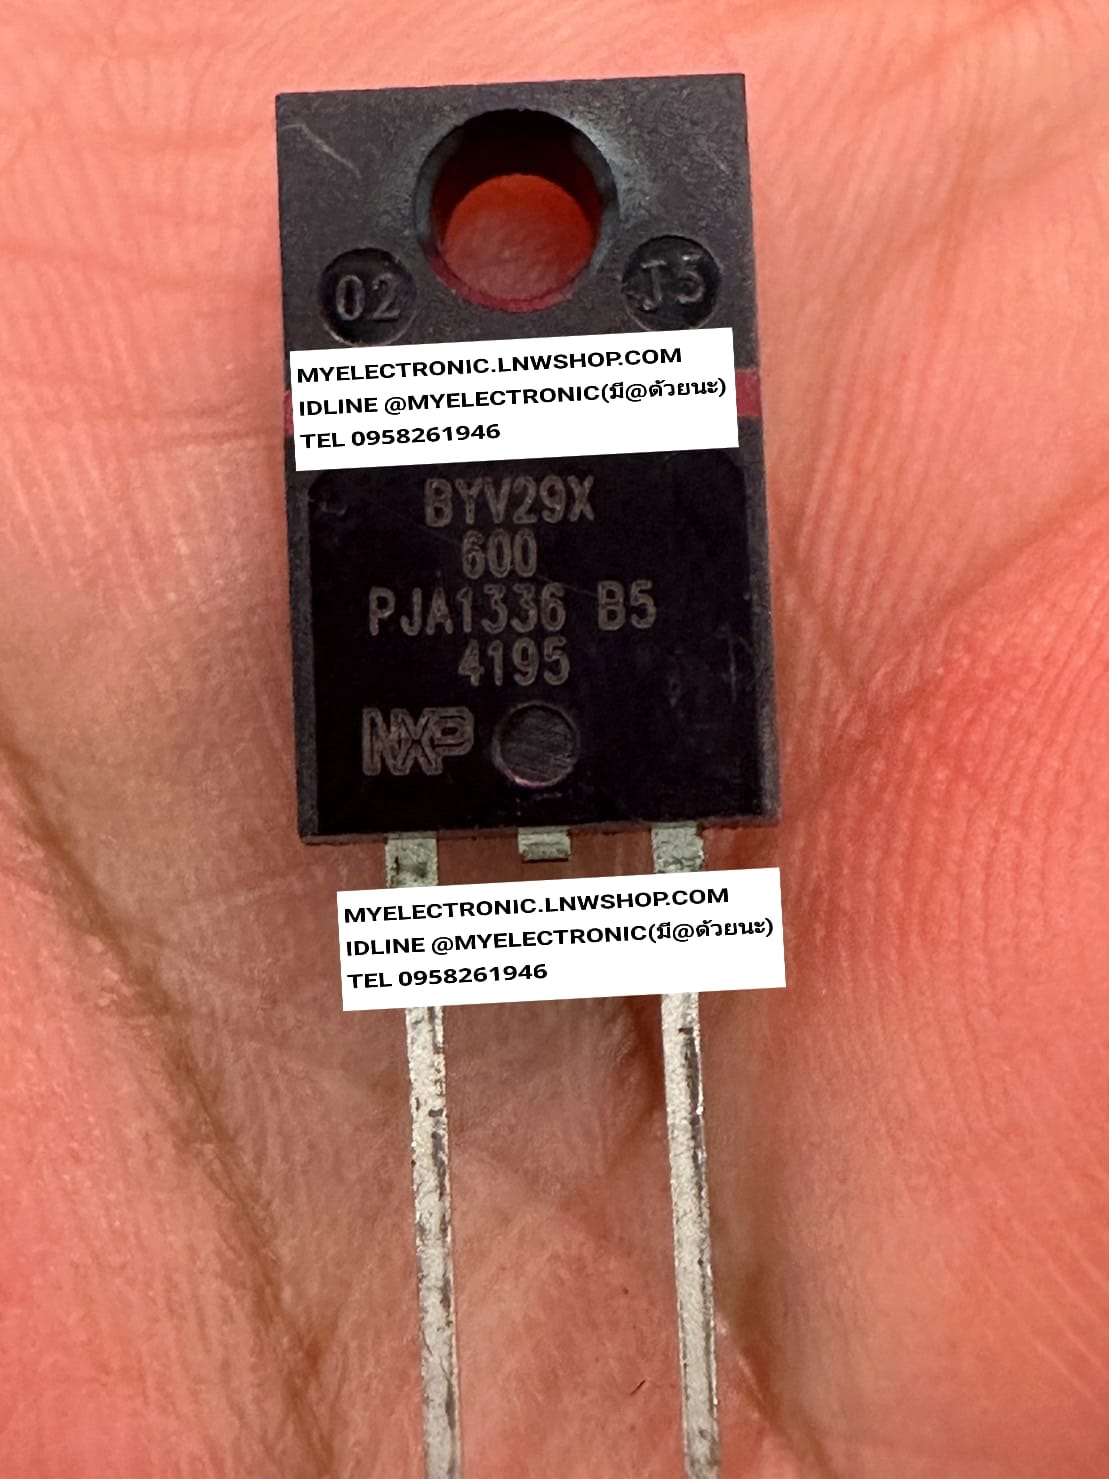 02 J5
MYELECTRONIC.LNWSHOP.COM
IDLINE @MYELECTRONIC(มี@ด้วยนะ)
TEL 0958261946
BYV29X
600
PJA1336 B5
4195
NXP
MYELECTRONIC.LNWSHOP.COM
IDLINE @MYELECTRONIC(มี@ด้วยนะ)
TEL 0958261946